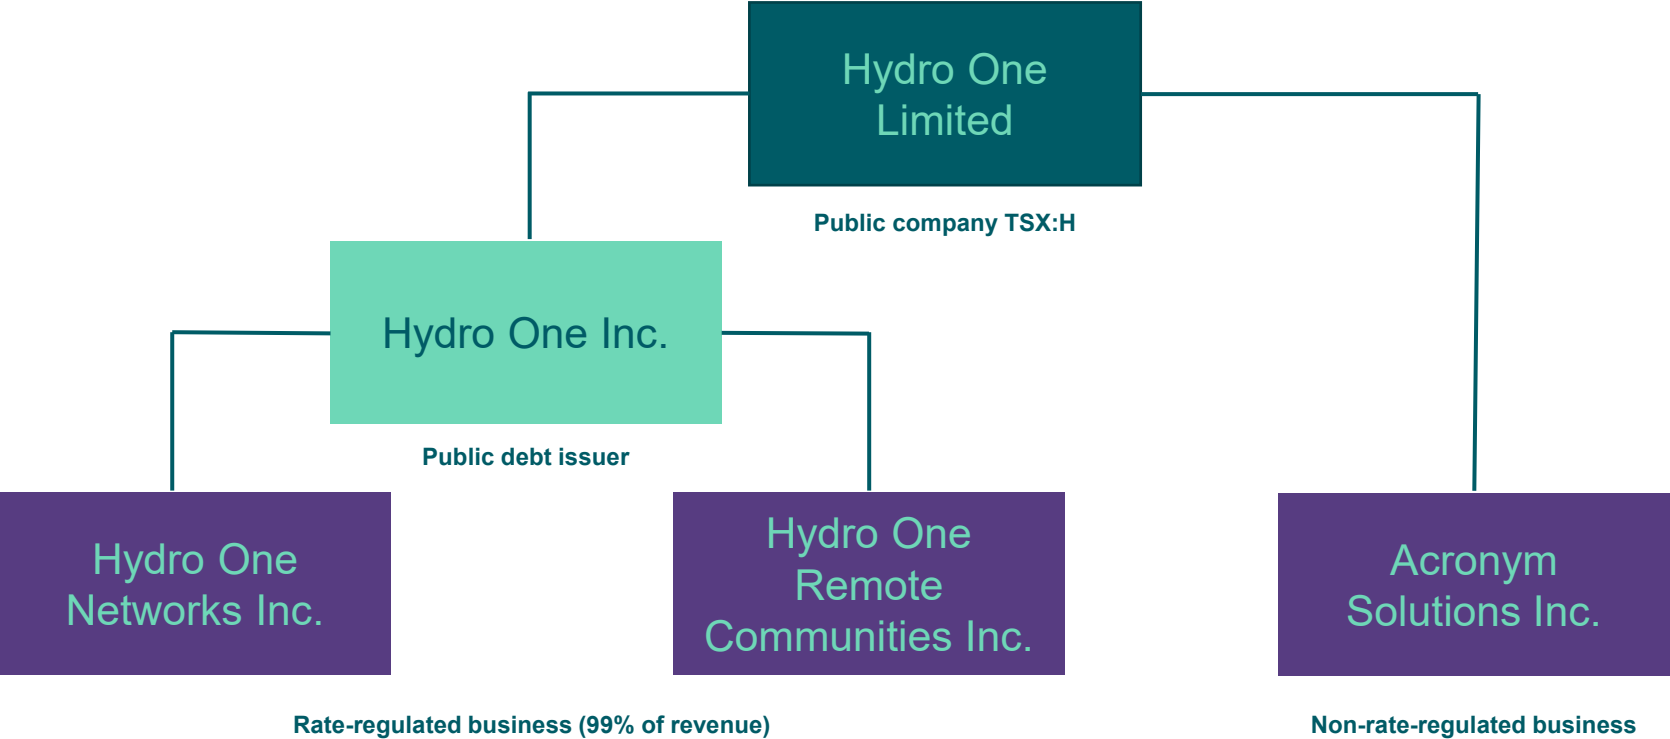 Hydro One
Limited
Public company TSX:H
Hydro One Inc.
Public debt issuer
Hydro One
Networks Inc.
Hydro One
Remote
Communities Inc.
Acronym
Solutions Inc.
Rate-regulated business (99% of revenue)
Non-rate-regulated business